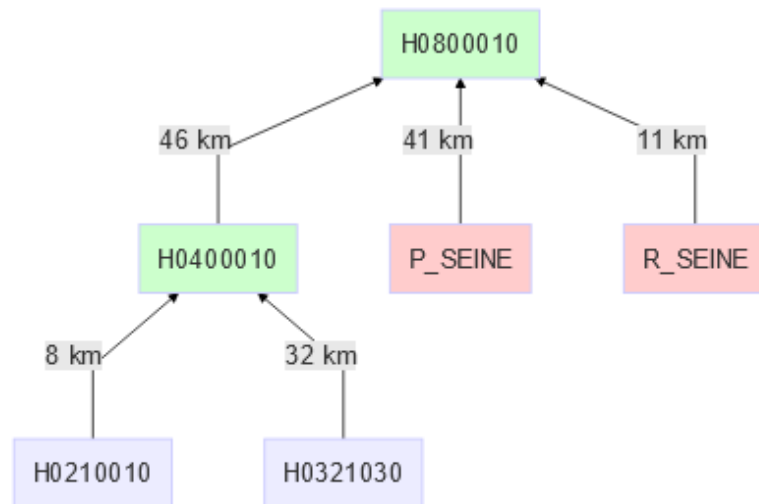 H0800010
46 km
41 km
11 km
H0400010
P_SEINE
R_SEINE
8 km
32 km
H0210010
H0321030